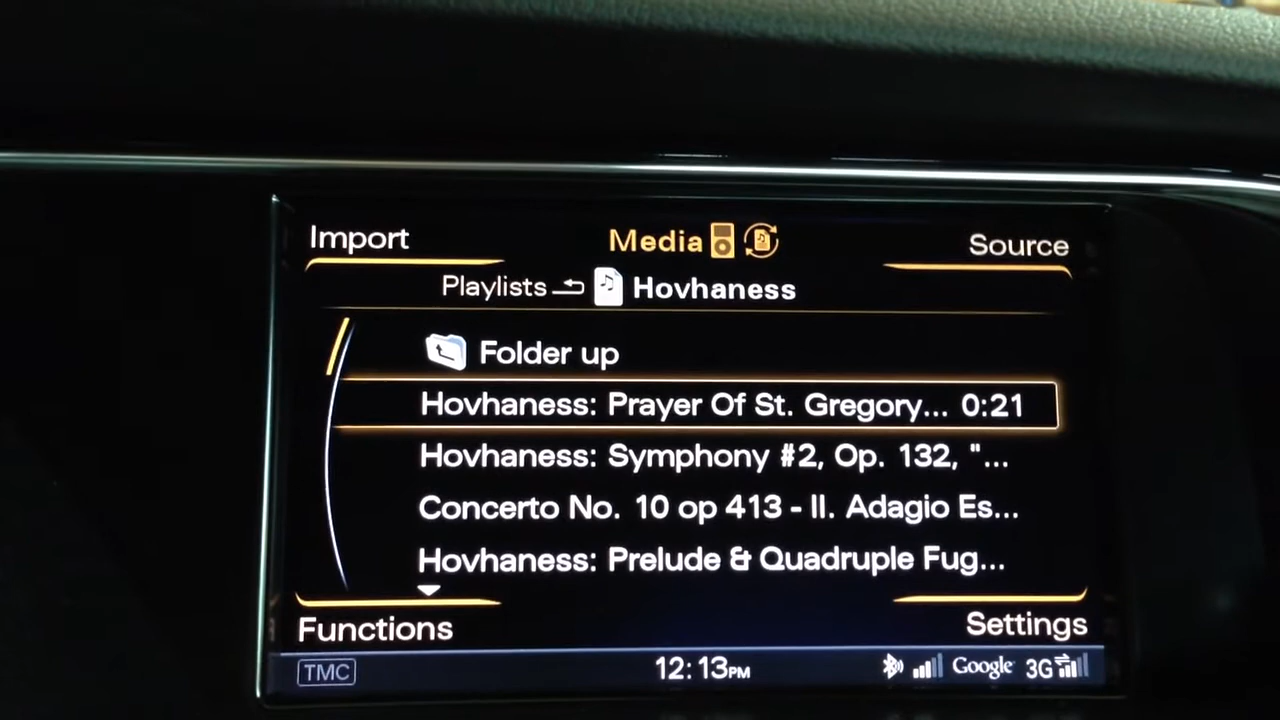 Import Media Source
Playlists Hovhaness
Folder up
Hovhaness: Prayer Of St. Gregory... 0:21
Hovhaness: Symphony #2, Op. 132, "...
Concerto No. 10 op 413 - II. Adagio Es...
Hovhaness: Prelude & Quadruple Fug...
Functions Settings
TMC 12:13PM Google 3G